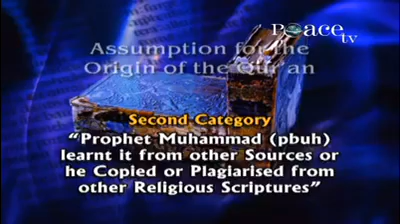 Peace
tv
Assumption for the
Origin of the Qur'an
Second Category
“Prophet Muhammad (pbuh)
learnt it from other Sources or
he Copied or Plagiarised from
other Religious Scriptures”